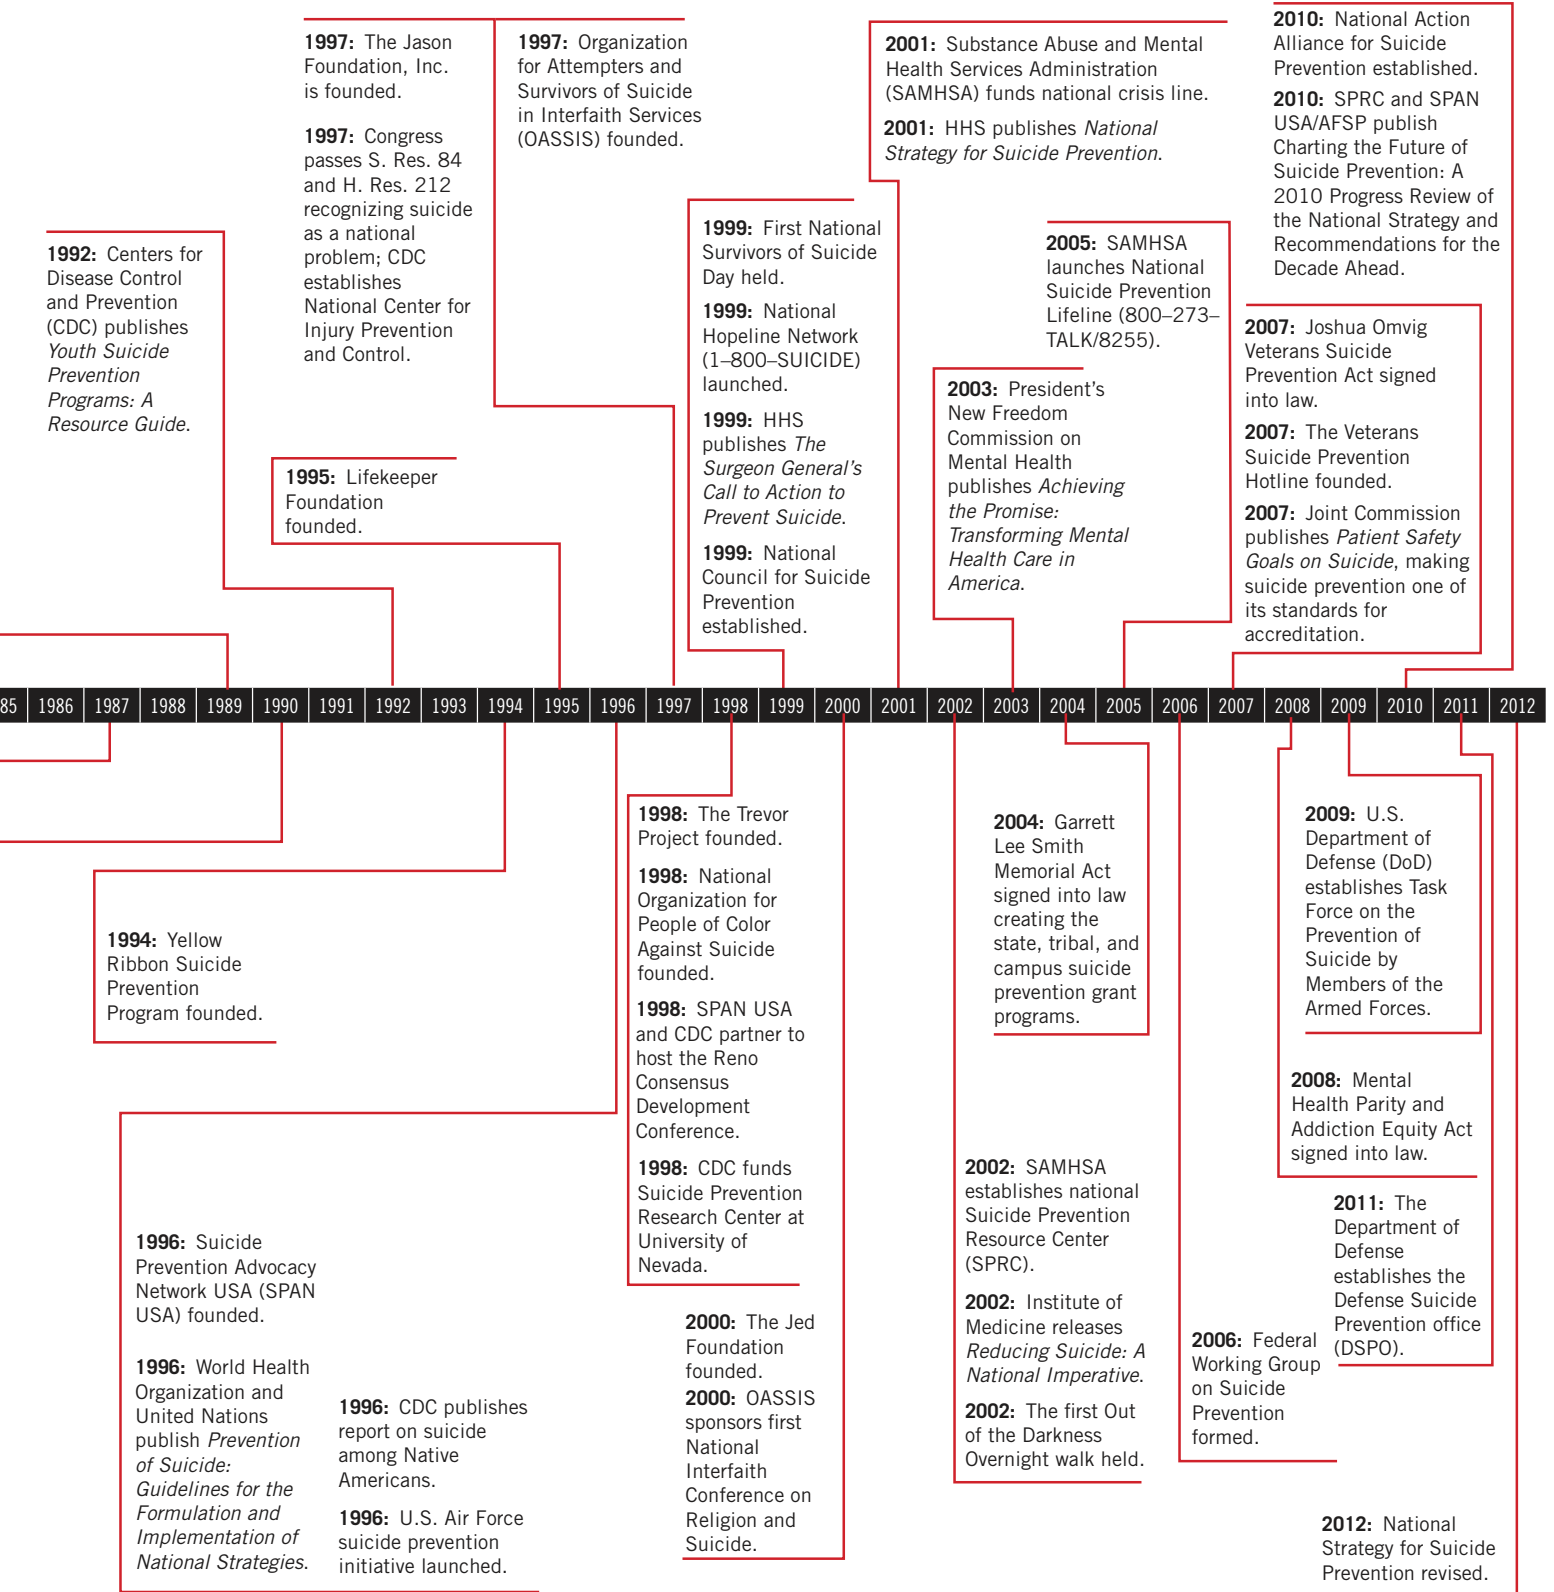 1997: The Jason
Foundation, Inc.
is founded.
1997: Congress
passes S. Res. 84
and H. Res. 212
recognizing suicide
as a national
problem; CDC
establishes
National Center for
Injury Prevention
and Control.
1997: Organization
for Attempters and
Survivors of Suicide
in Interfaith Services
(OASSIS) founded.
2001: Substance Abuse and Mental
Health Services Administration
(SAMHSA) funds national crisis line.
2001: HHS publishes National
Strategy for Suicide Prevention.
2010: National Action
Alliance for Suicide
Prevention established.
2010: SPRC and SPAN
USA/AFSP publish
Charting the Future of
Suicide Prevention: A
2010 Progress Review of
the National Strategy and
Recommendations for the
Decade Ahead.
1992: Centers for
Disease Control
and Prevention
(CDC) publishes
Youth Suicide
Prevention
Programs: A
Resource Guide.
1995: Lifekeeper
Foundation
founded.
1999: First National
Survivors of Suicide
Day held.
1999: National
Hopeline Network
(1–800–SUICIDE)
launched.
1999: HHS
publishes The
Surgeon General's
Call to Action to
Prevent Suicide.
1999: National
Council for Suicide
Prevention
established.
2005: SAMHSA
launches National
Suicide Prevention
Lifeline (800–273–
TALK/8255).
2003: President's
New Freedom
Commission on
Mental Health
publishes Achieving
the Promise:
Transforming Mental
Health Care in
America.
2007: Joshua Omvig
Veterans Suicide
Prevention Act signed
into law.
2007: The Veterans
Suicide Prevention
Hotline founded.
2007: Joint Commission
publishes Patient Safety
Goals on Suicide, making
suicide prevention one of
its standards for
accreditation.
85 1986 1987 1988 1989 1990 1991 1992 1993 1994 1995 1996 1997 1998 1999 2000 2001 2002 2003 2004 2005 2006 2007 2008 2009 2010 2011 2012
1994: Yellow
Ribbon Suicide
Prevention
Program founded.
1998: The Trevor
Project founded.
1998: National
Organization for
People of Color
Against Suicide
founded.
1998: SPAN USA
and CDC partner to
host the Reno
Consensus
Development
Conference.
1998: CDC funds
Suicide Prevention
Research Center at
University of
Nevada.
2004: Garrett
Lee Smith
Memorial Act
signed into law
creating the
state, tribal, and
campus suicide
prevention grant
programs.
2009: U.S.
Department of
Defense (DoD)
establishes Task
Force on the
Prevention of
Suicide by
Members of the
Armed Forces.
2008: Mental
Health Parity and
Addiction Equity Act
signed into law.
2011: The
Department of
Defense
establishes the
Defense Suicide
Prevention office
(DSPO).
1996: Suicide
Prevention Advocacy
Network USA (SPAN
USA) founded.
1996: World Health
Organization and
United Nations
publish Prevention
of Suicide:
Guidelines for the
Formulation and
Implementation of
National Strategies.
1996: CDC publishes
report on suicide
among Native
Americans.
1996: U.S. Air Force
suicide prevention
initiative launched.
2000: The Jed
Foundation
founded.
2000: OASSIS
sponsors first
National
Interfaith
Conference on
Religion and
Suicide.
2002: SAMHSA
establishes national
Suicide Prevention
Resource Center
(SPRC).
2002: Institute of
Medicine releases
Reducing Suicide: A
National Imperative.
2002: The first Out
of the Darkness
Overnight walk held.
2006: Federal
Working Group
on Suicide
Prevention
formed.
2012: National
Strategy for Suicide
Prevention revised.